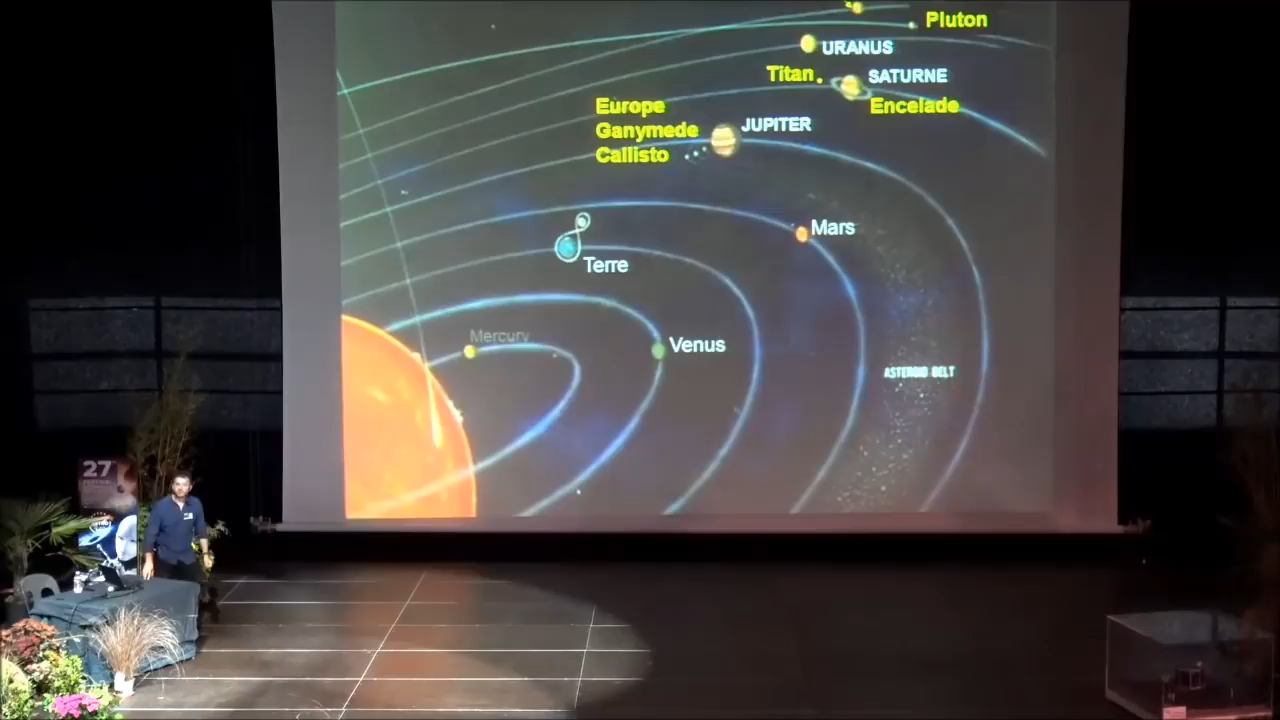 Pluton
URANUS
Titan
SATURNE
Encelade
Europe
Ganymede
Callisto
JUPITER
Mars
Terre
Mercury
Venus
ASTEROID BELT
27